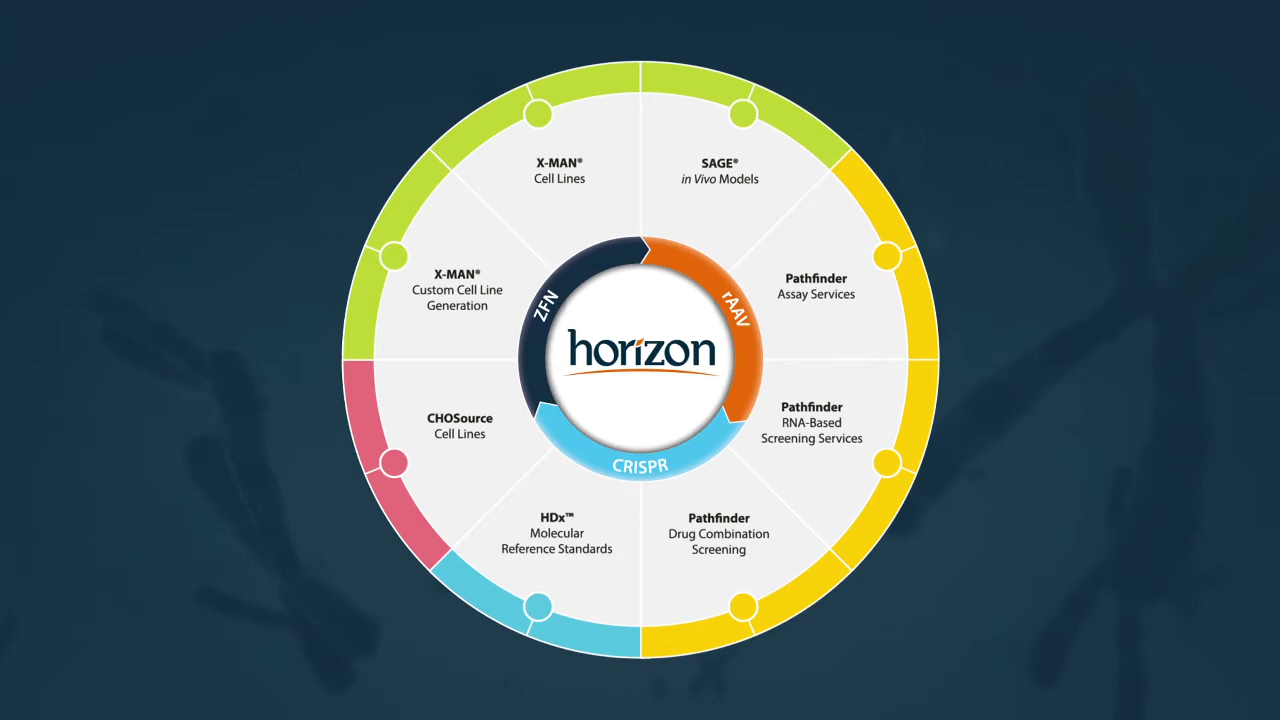 X-MAN®
Cell Lines
SAGE®
in Vivo Models
X-MAN®
Custom Cell Line
Generation
Pathfinder
Assay Services
ZFN
rAAV
horizon
CHOSource
Cell Lines
Pathfinder
RNA-Based
Screening Services
CRISPR
HDx™
Molecular
Reference Standards
Pathfinder
Drug Combination
Screening